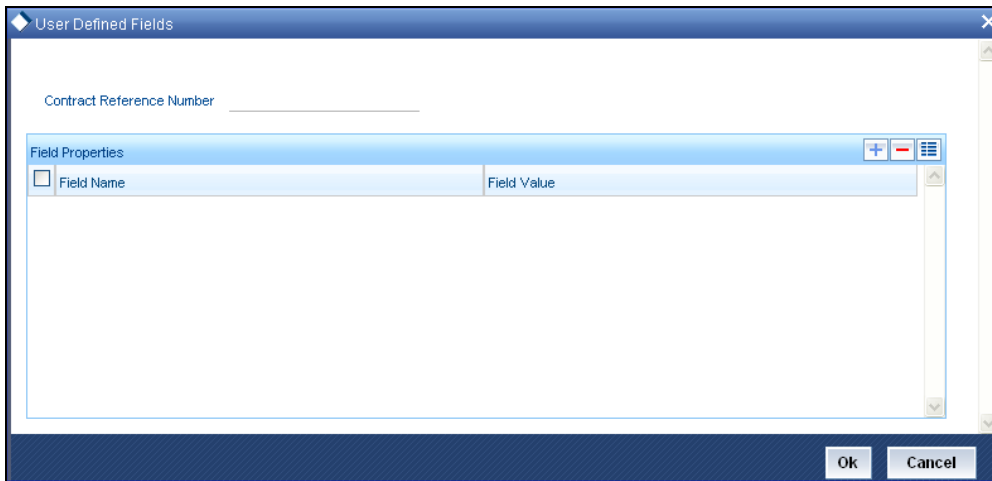 User Defined Fields
Contract Reference Number
Field Properties
Field Name Field Value
Ok Cancel